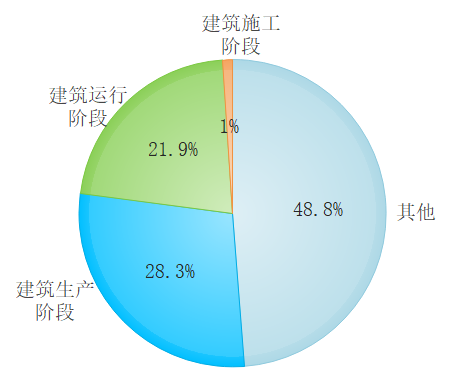 建筑施工
阶段
建筑运行
阶段
1%
21.9%
48.8%
其他
28.3%
建筑生产
阶段